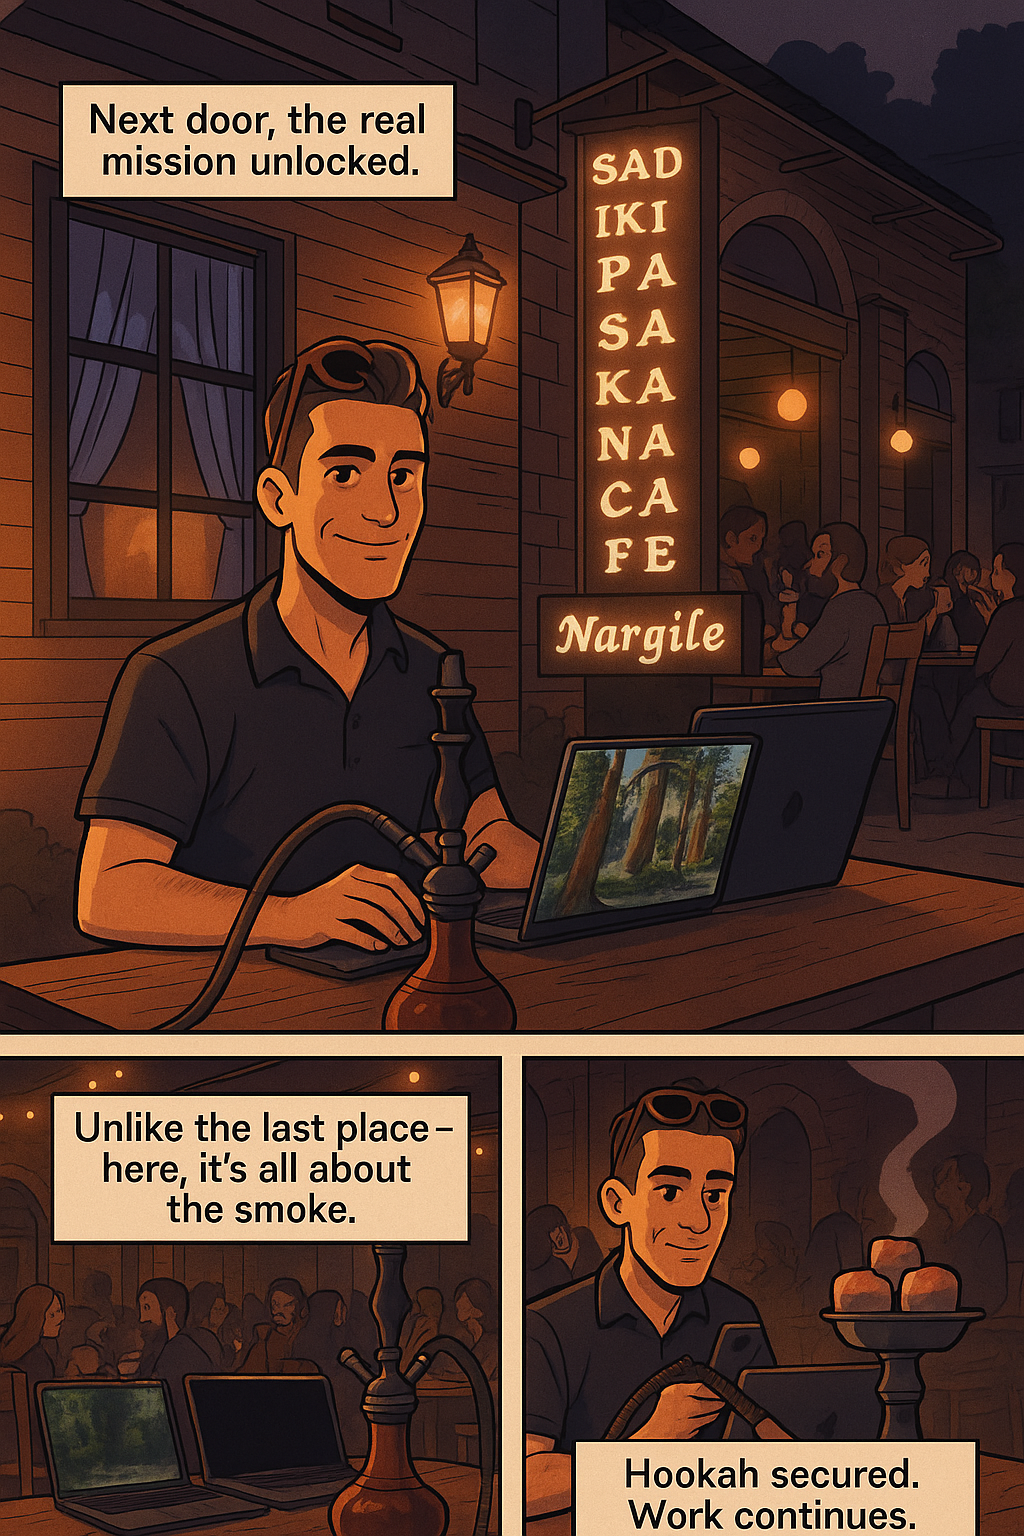 Next door, the real
mission unlocked.
SAD
IKI
PA
SA
KA
NA
CA
FE
Nargile
Unlike the last place–
here, it's all about
the smoke.
Hookah secured.
Work continues.